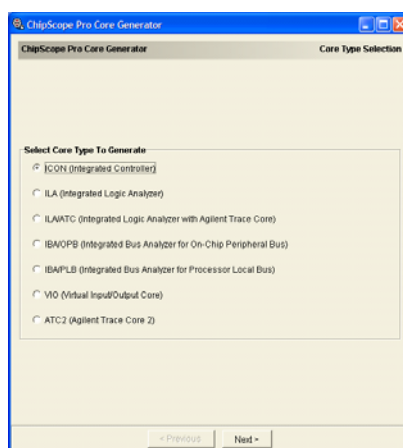 ChipScope Pro Core Generator
ChipScope Pro Core Generator Core Type Selection
Select Core Type To Generate
ICON (Integrated Controller)
ILA (Integrated Logic Analyzer)
ILA/ATC (Integrated Logic Analyzer with Agilent Trace Core)
IBA/OPB (Integrated Bus Analyzer for On-Chip Peripheral Bus)
IBA/PLB (Integrated Bus Analyzer for Processor Local Bus)
VIO (Virtual Input/Output Core)
ATC2 (Agilent Trace Core 2)
< Previous Next >